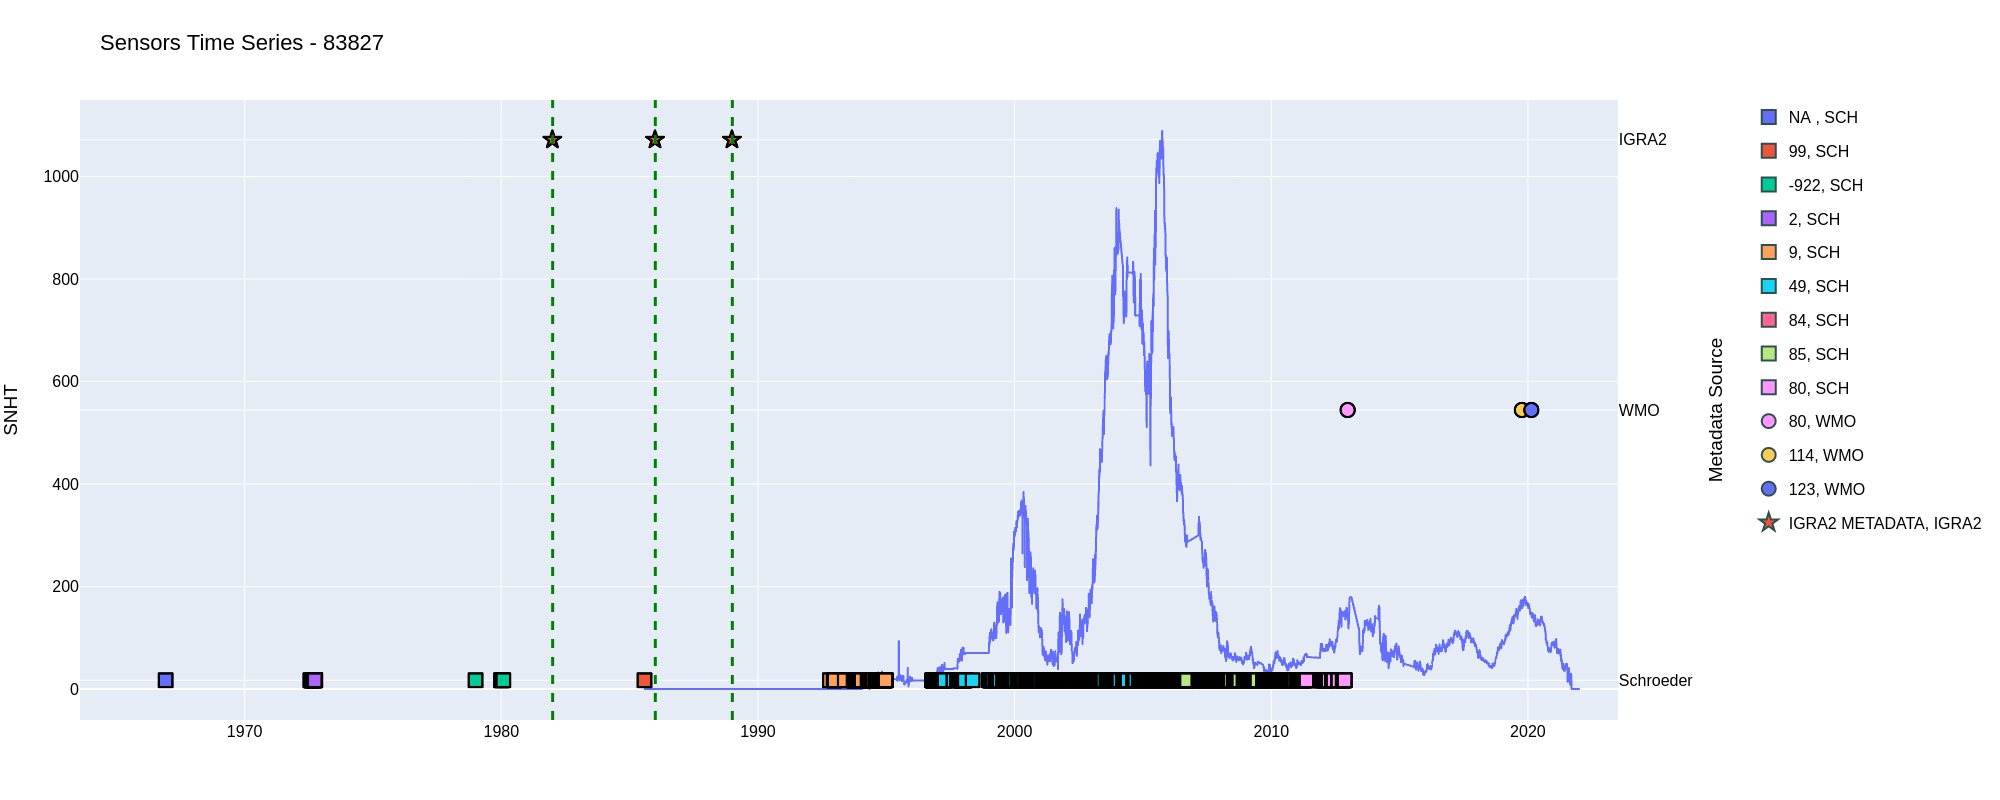 Sensors Time Series - 83827
SNHT
1000
800
600
400
200
0
1970
1980
1990
2000
2010
2020
IGRA2
WMO
Schroeder
Metadata Source
NA , SCH
99, SCH
-922, SCH
2, SCH
9, SCH
49, SCH
84, SCH
85, SCH
80, SCH
80, WMO
114, WMO
123, WMO
IGRA2 METADATA, IGRA2